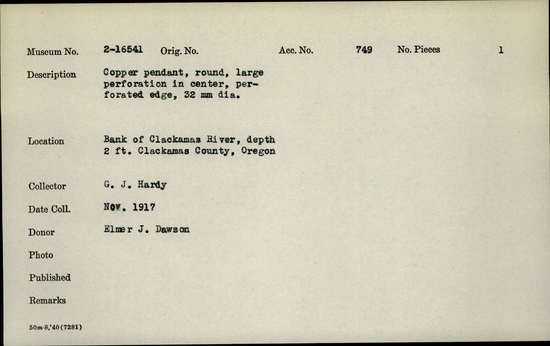 Museum No. 2-16541 Orig. No. Acc. No. 749 No. Pieces 1
Description Copper pendant, round, large
perforation in center, per-
forated edge, 32 mm dia.
Location Bank of Clackamas River, depth
2 ft. Clackamas County, Oregon
Collector G. J. Hardy
Date Coll. Nov. 1917
Donor Elmer J. Dawson
Photo
Published
Remarks
50m-8,'40(7281)